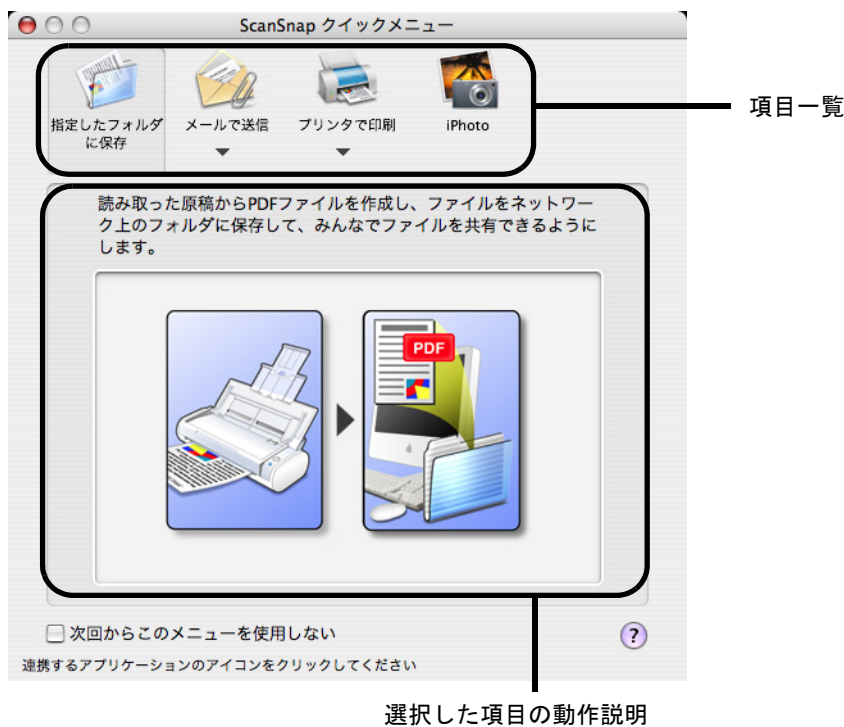 ScanSnap クイックメニュー
指定したフォルダ
に保存
メールで送信
プリンタで印刷
iPhoto
項目一覧
読み取った原稿からPDFファイルを作成し、ファイルをネットワー
ク上のフォルダに保存して、みんなでファイルを共有できるように
します。
PDF
次回からこのメニューを使用しない
?
連携するアプリケーションのアイコンをクリックしてください
選択した項目の動作説明